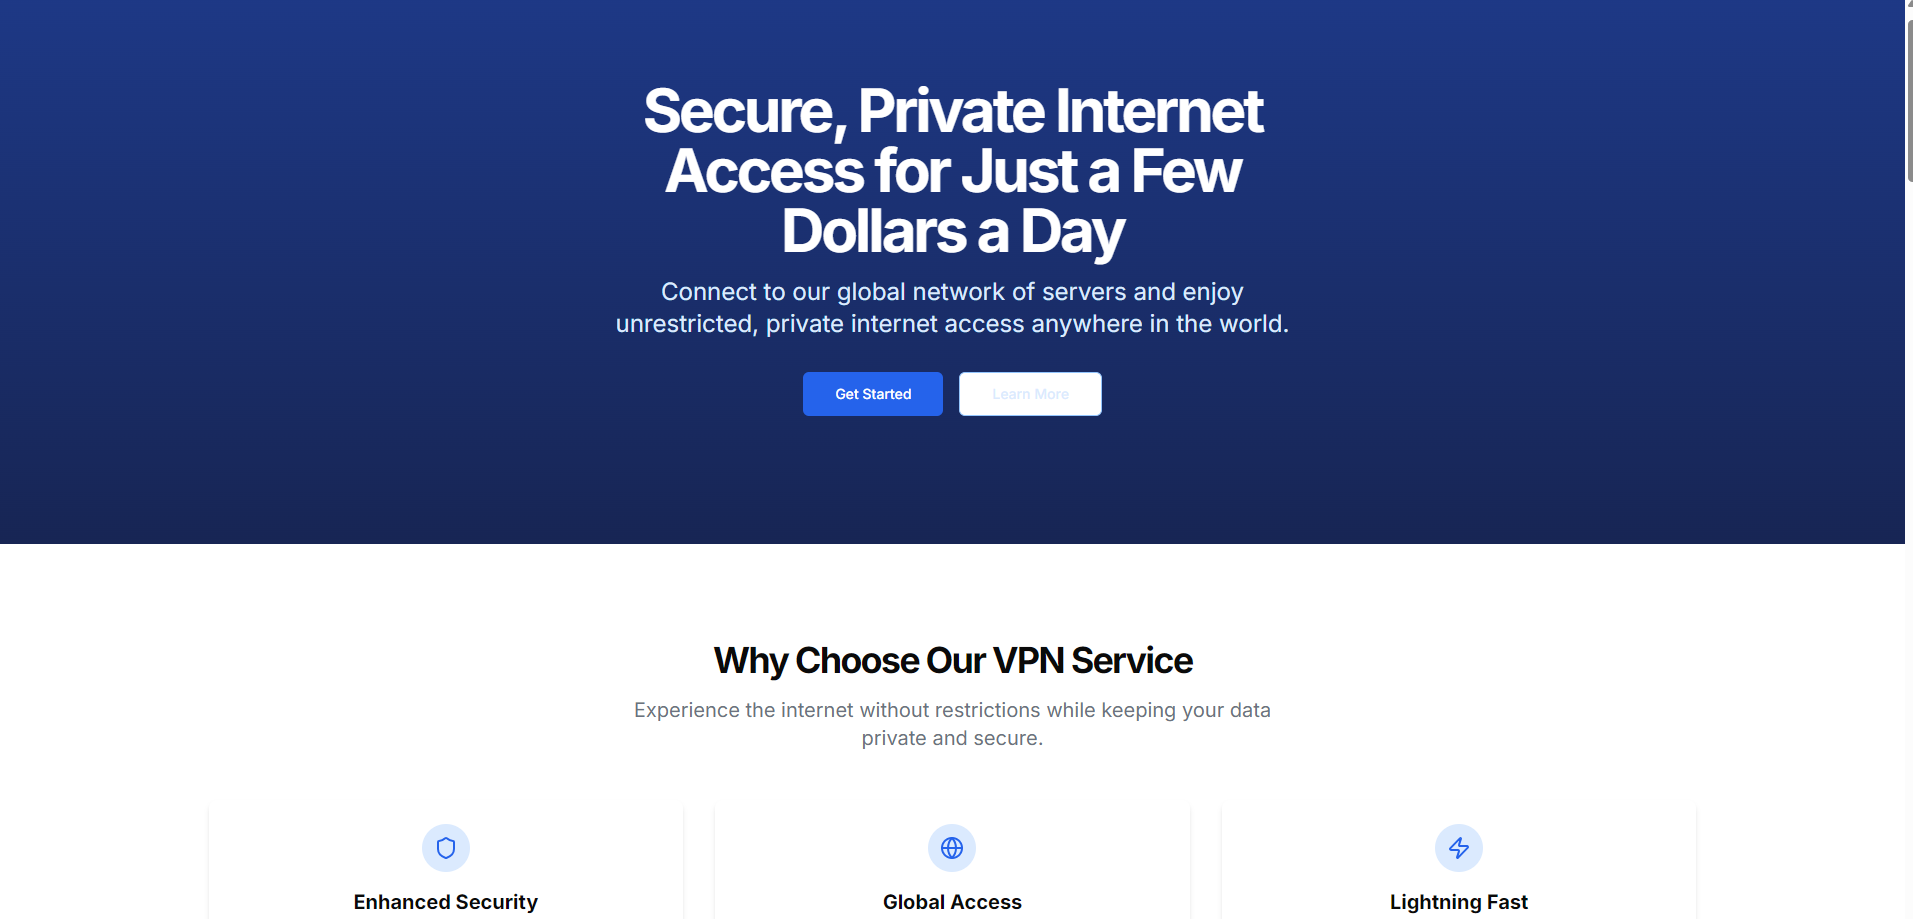 Secure, Private Internet
Access for Just a Few
Dollars a Day
Connect to our global network of servers and enjoy
unrestricted, private internet access anywhere in the world.
Get Started
Learn More
Why Choose Our VPN Service
Experience the internet without restrictions while keeping your data
private and secure.
Enhanced Security
Global Access
Lightning Fast